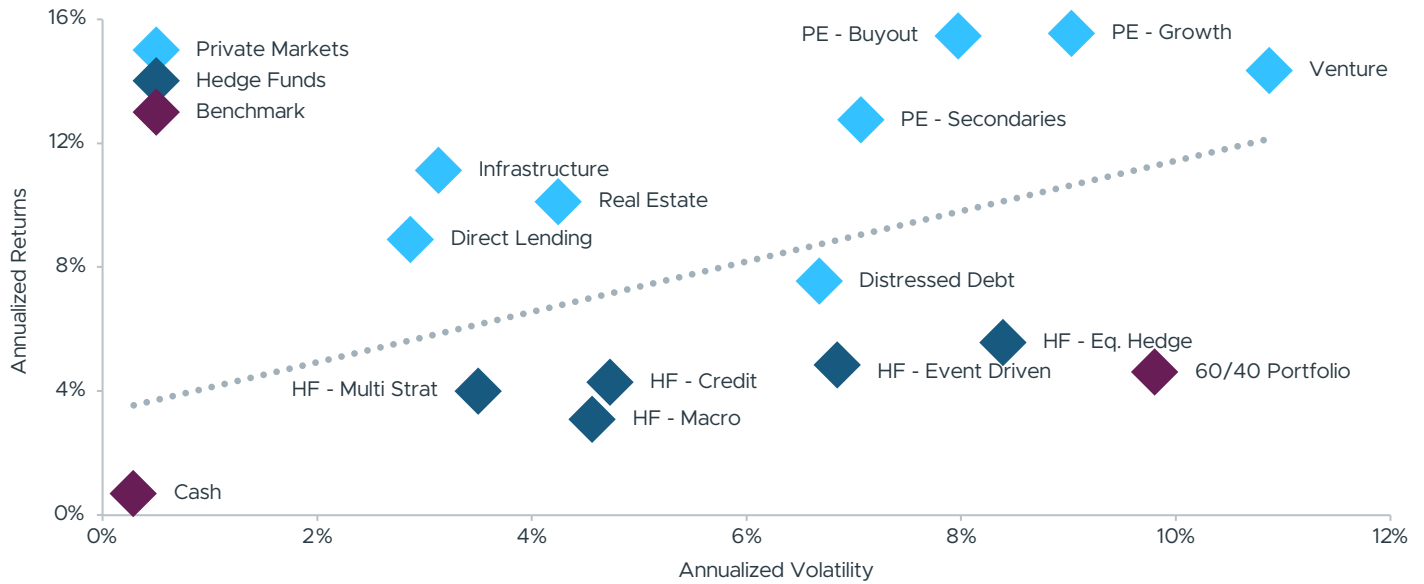 16%
PE - Buyout
PE - Growth
Private Markets
Venture
Hedge Funds
Benchmark
PE - Secondaries
12%
Infrastructure
Real Estate
Annualized Returns
Direct Lending
8%
Distressed Debt
HF - Eq. Hedge
HF - Event Driven
60/40 Portfolio
HF - Credit
4%
HF - Multi Strat
HF - Macro
Cash
0%
0%
2%
4%
6%
8%
10%
12%
Annualized Volatility